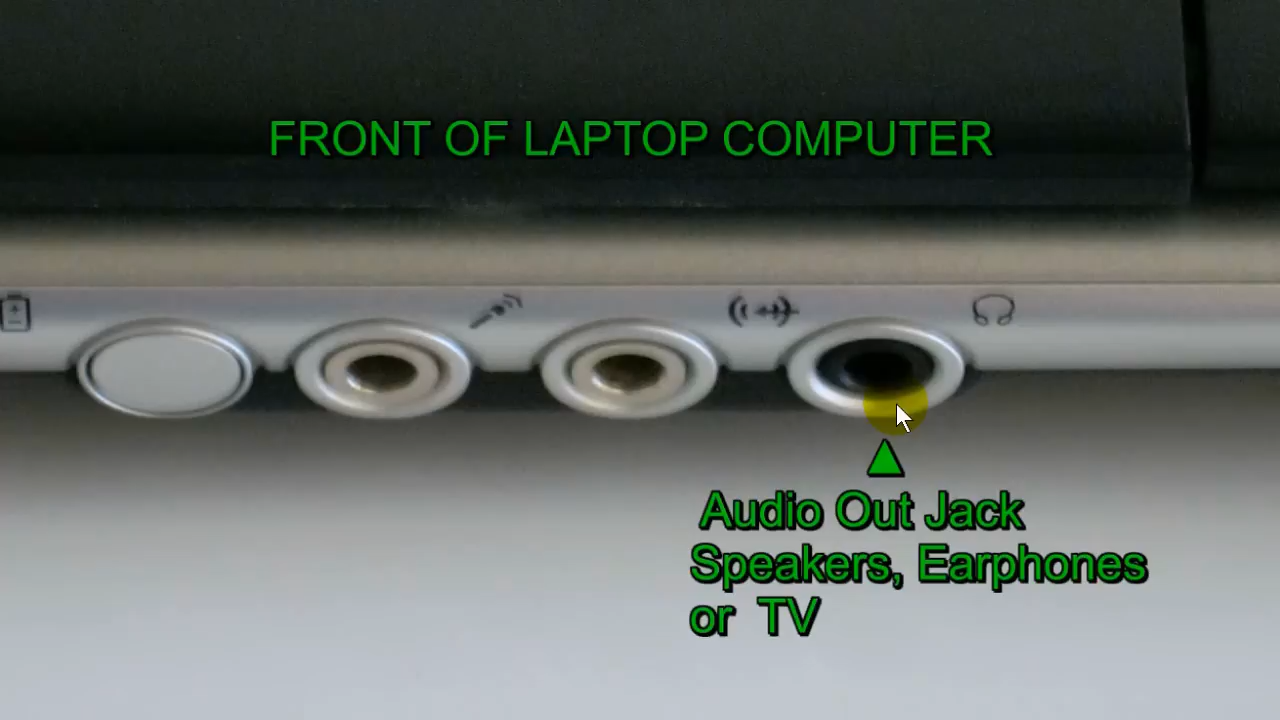 FRONT OF LAPTOP COMPUTER
Audio Out Jack
Speakers, Earphones
or TV